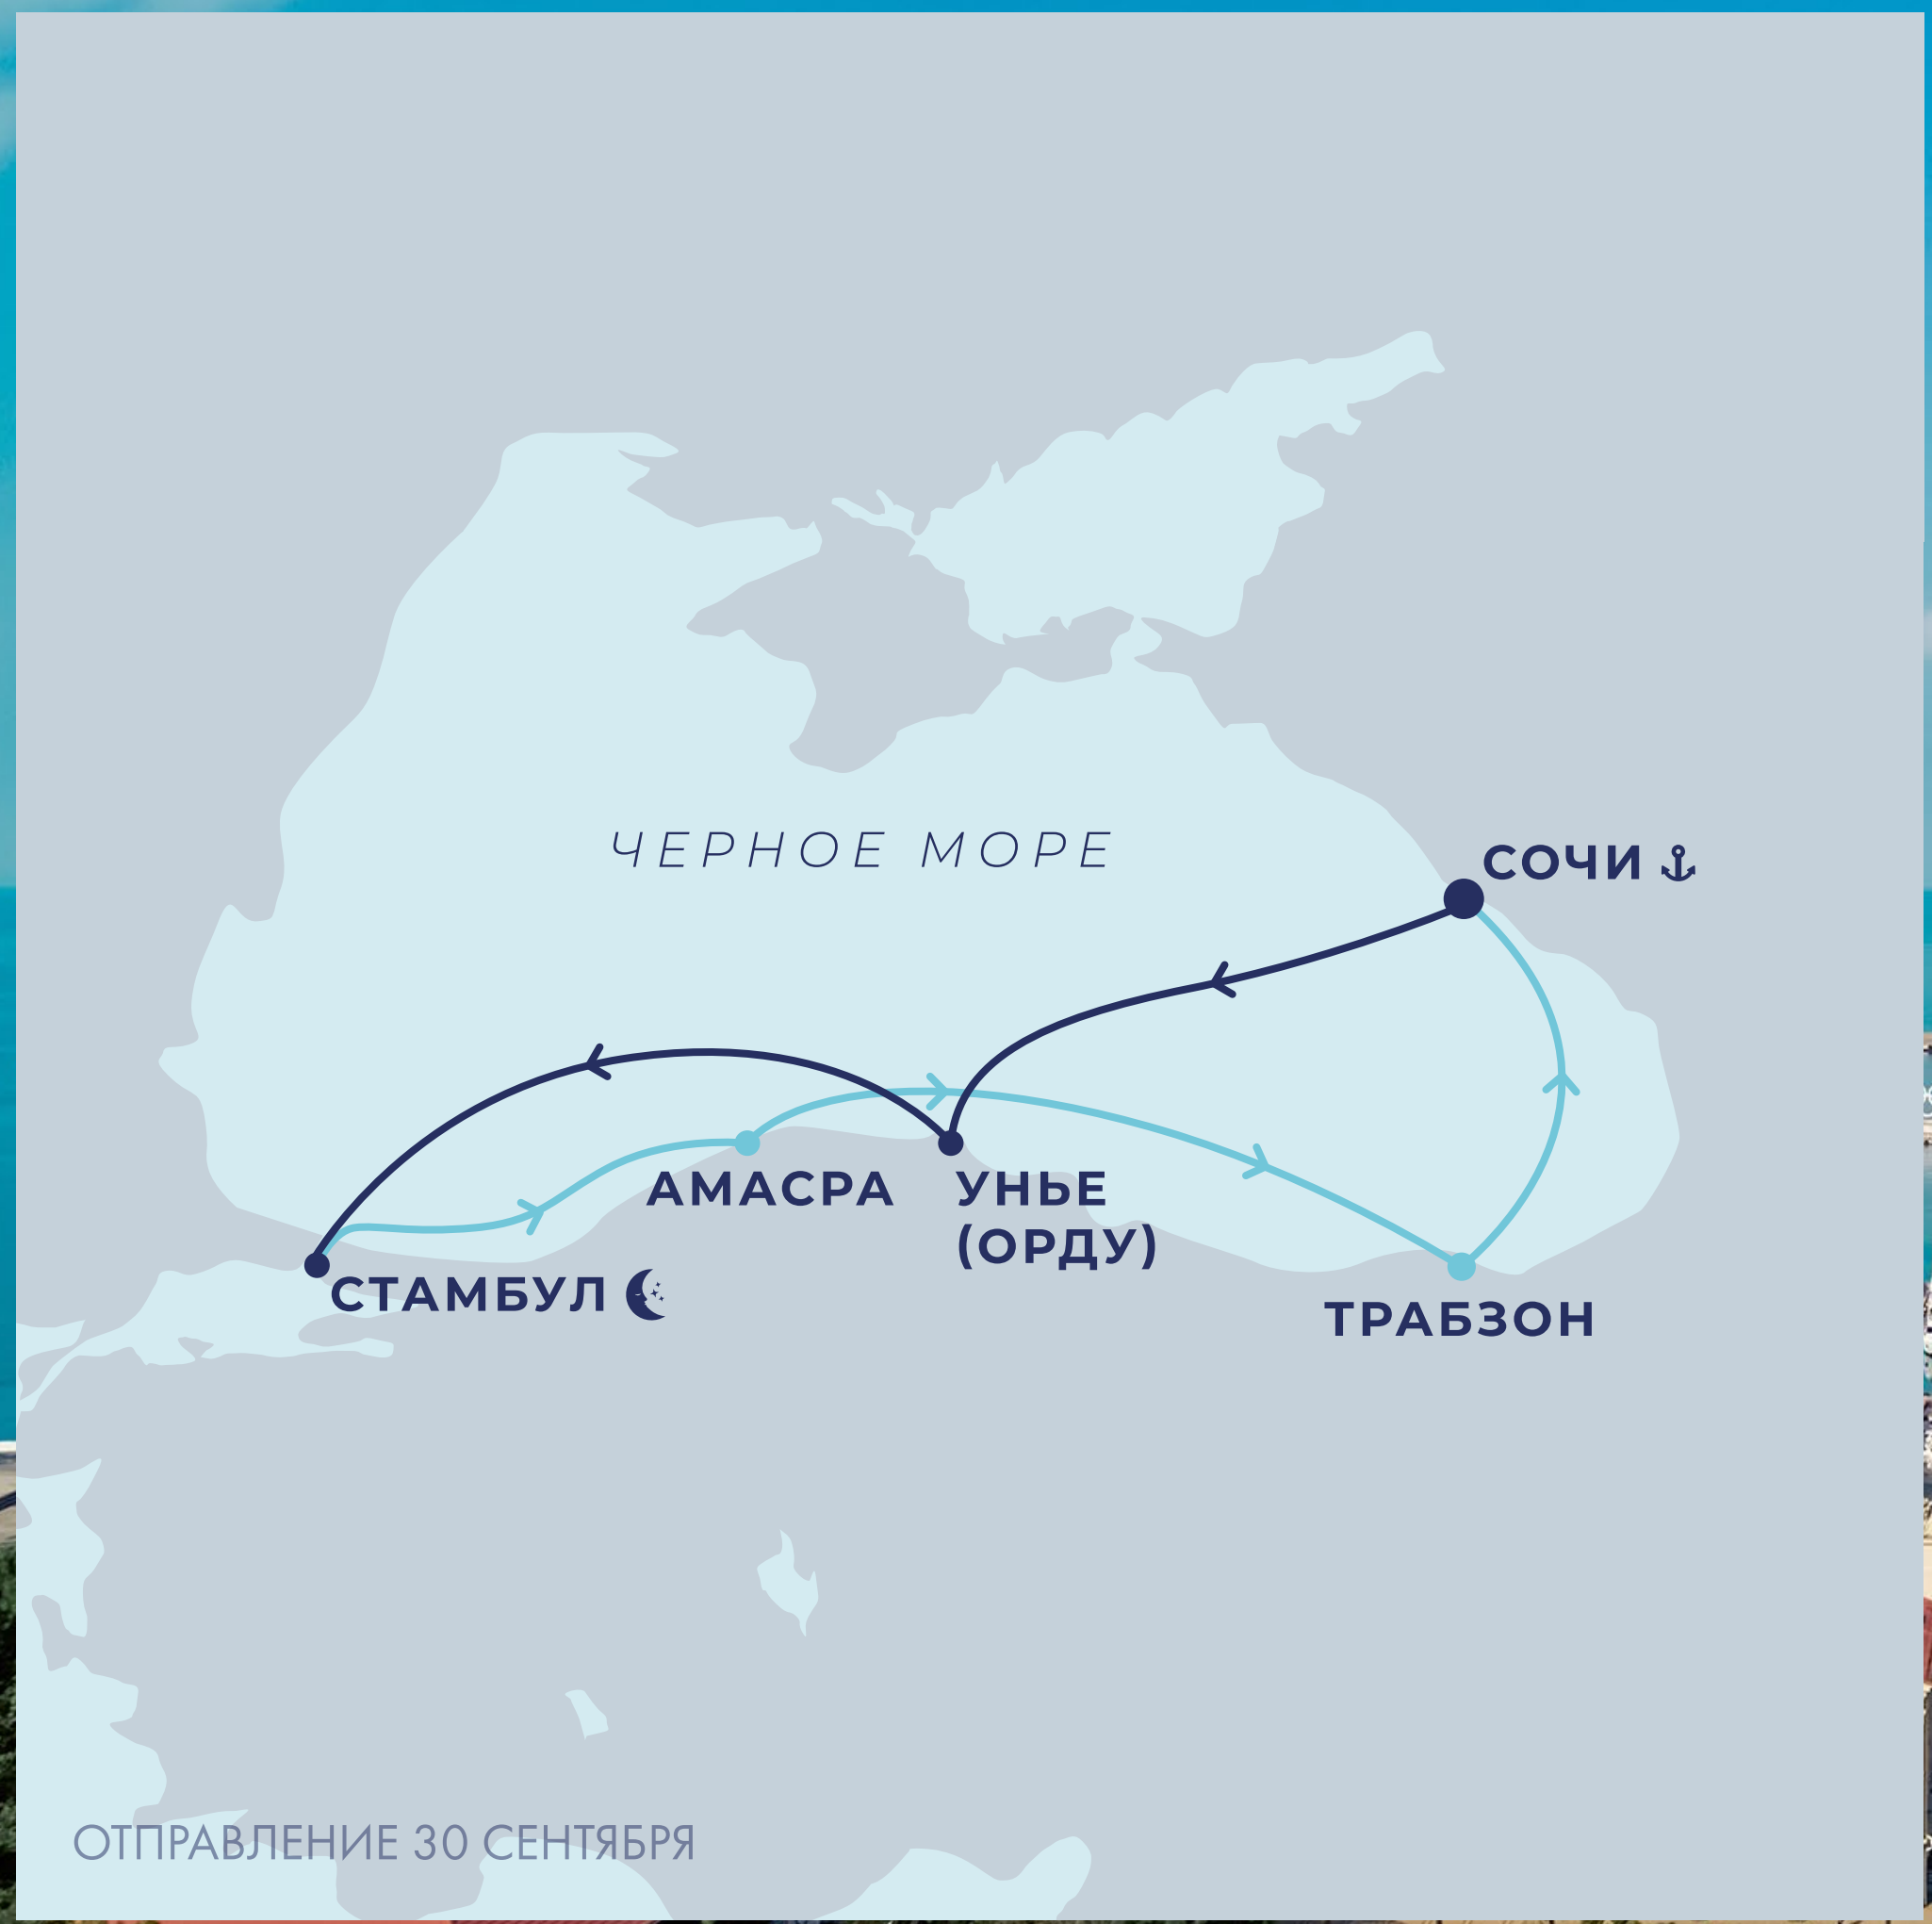 ЧЕРНОЕ МОРЕ
СОЧИ
АМАСРА
УНЬЕ
(ОРДУ)
СТАМБУЛ
ТРАБЗОН
ОТПРАВЛЕНИЕ 30 СЕНТЯБРЯ